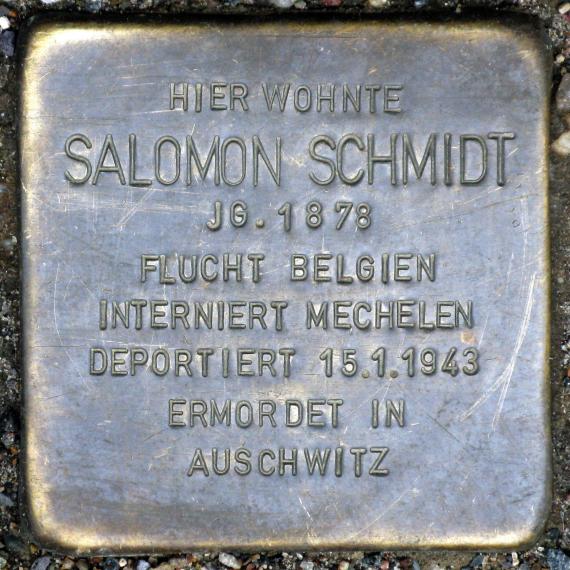 HIER WOHNTE
SALOMON SCHMIDT
JG. 1878
FLUCHT BELGIEN
INTERNIERT MECHELEN
DEPORTIERT 15.1.1943
ERMORDET IN
AUSCHWITZ